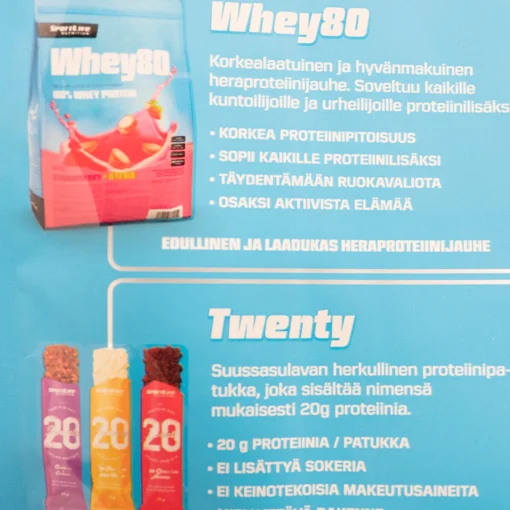 SportLife
NUTRITION
Whey80
100% WHEY PROTEIN
Whey80
Korkealaatuinen ja hyvänmakuinen
heraproteiinijauhe. Soveltuu kaikille
kuntoilijoille ja urheilijoille proteiinilisäks
• KORKEA PROTEIINIPITOISUUS
• SOPII KAIKILLE PROTEIINILISÄKSI
• TÄYDENTÄMÄÄN RUOKAVALIOTA
• OSAKSI AKTIIVISTA ELÄMÄÄ
EDULLINEN JA LAADUKAS HERAPROTEIINIJAUHE
Twenty
Suussasulavan herkullinen proteiinipa-
tukka, joka sisältää nimensä
mukaisesti 20g proteiinia.
• 20 g PROTEIINIA / PATUKKA
• EI LISÄTTYÄ SOKERIA
• EI KEINOTEKOISIA MAKEUTUSAINEITA
20
20
20